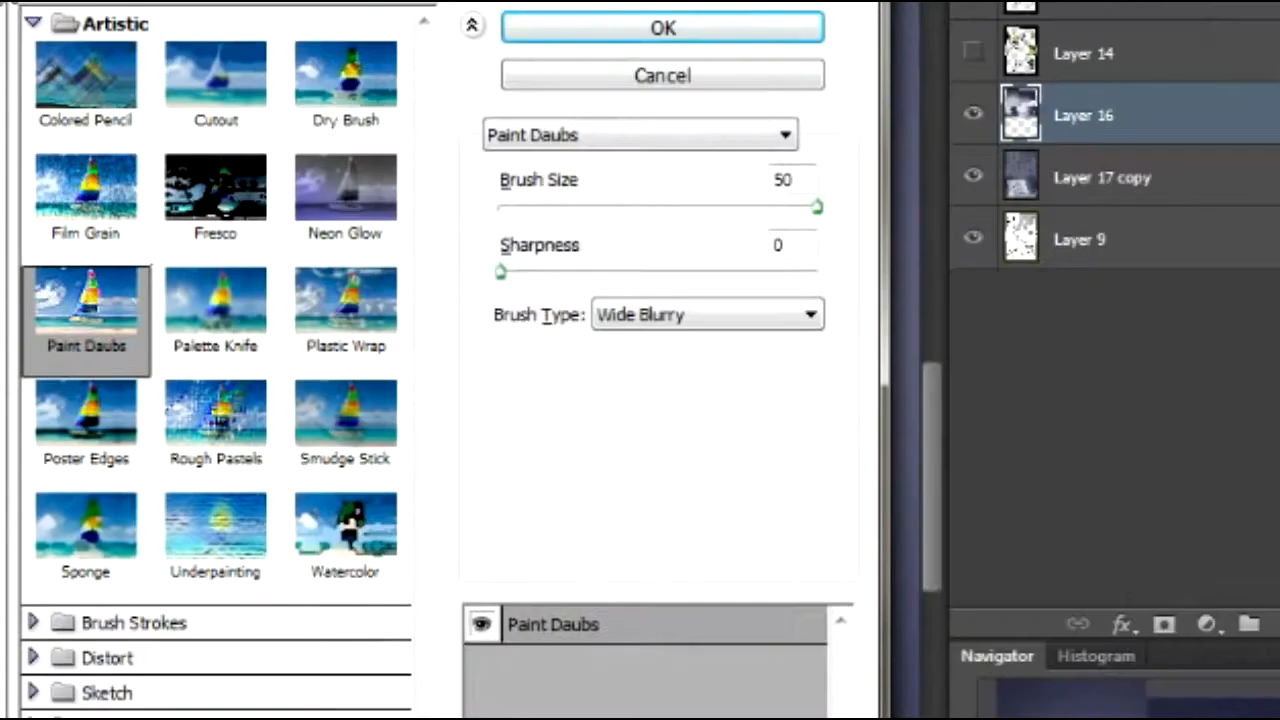 Artistic
Colored Pencil
Cutout
Dry Brush
Film Grain
Fresco
Neon Glow
Paint Daubs
Palette Knife
Plastic Wrap
Poster Edges
Rough Pastels
Smudge Stick
Sponge
Underpainting
Watercolor
Brush Strokes
Distort
Sketch
OK
Cancel
Paint Daubs
Brush Size 50
Sharpness 0
Brush Type: Wide Blurry
Paint Daubs
Layer 14
Layer 16
Layer 17 copy
Layer 9
fx
Navigator Histogram